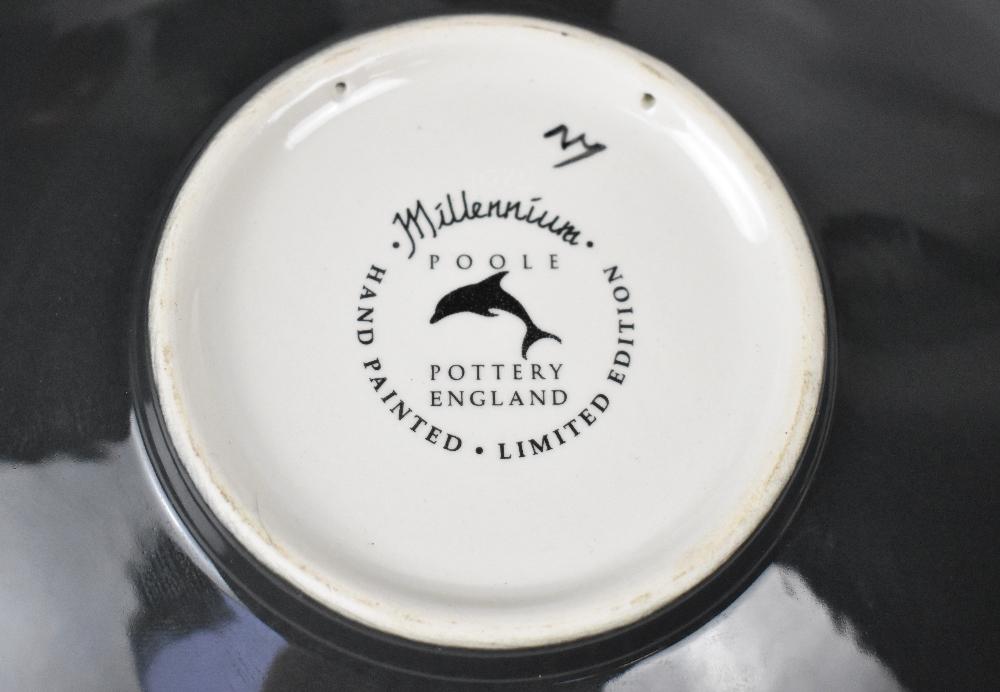 Millennium
POOLE
POTTERY
ENGLAND
HAND PAINTED • LIMITED EDITION